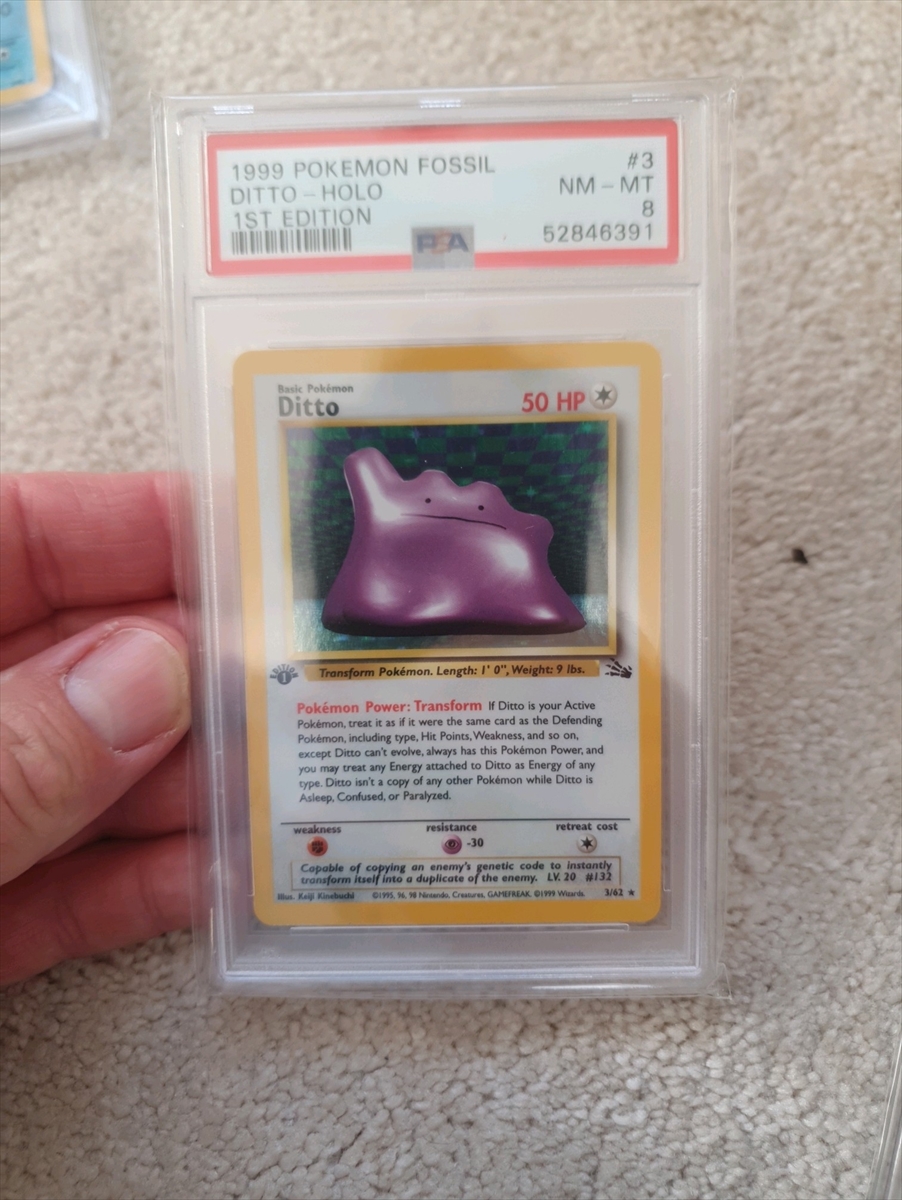 1999 POKEMON FOSSIL #3
DITTO – HOLO NM – MT
1ST EDITION 8
PSA 52846391
Basic Pokémon
Ditto 50 HP
EDITION 1
Transform Pokémon. Length: 1' 0", Weight: 9 lbs.
Pokémon Power: Transform If Ditto is your Active
Pokémon, treat it as if it were the same card as the Defending
Pokémon, including type, Hit Points, Weakness, and so on,
except Ditto can't evolve, always has this Pokémon Power, and
you may treat any Energy attached to Ditto as Energy of any
type. Ditto isn't a copy of any other Pokémon while Ditto is
Asleep, Confused, or Paralyzed.
weakness resistance retreat cost
-30
Capable of copying an enemy's genetic code to instantly
transform itself into a duplicate of the enemy. LV. 20 #132
Illus. Keiji Kinebuchi ©1995, 96, 98 Nintendo, Creatures, GAMEFREAK. ©1999 Wizards. 3/62 ★